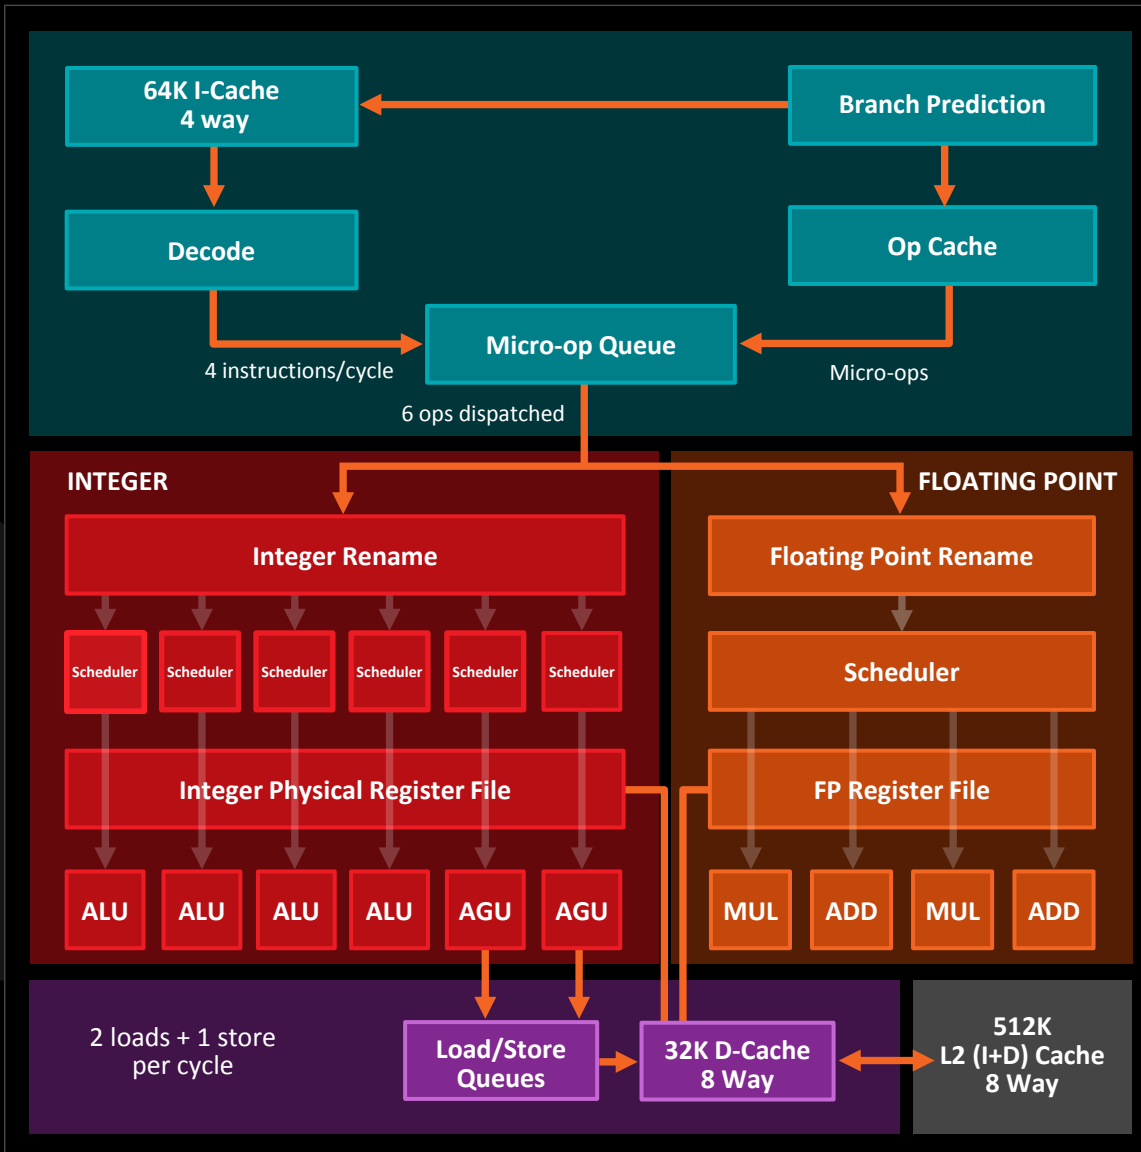 64K I-Cache
4 way
Branch Prediction
Decode
Op Cache
Micro-op Queue
4 instructions/cycle
Micro-ops
6 ops dispatched
INTEGER
FLOATING POINT
Integer Rename
Floating Point Rename
Scheduler
Scheduler
Scheduler
Scheduler
Scheduler
Scheduler
Scheduler
Integer Physical Register File
FP Register File
ALU
ALU
ALU
ALU
AGU
AGU
MUL
ADD
MUL
ADD
2 loads + 1 store
per cycle
Load/Store
Queues
32K D-Cache
8 Way
512K
L2 (I+D) Cache
8 Way